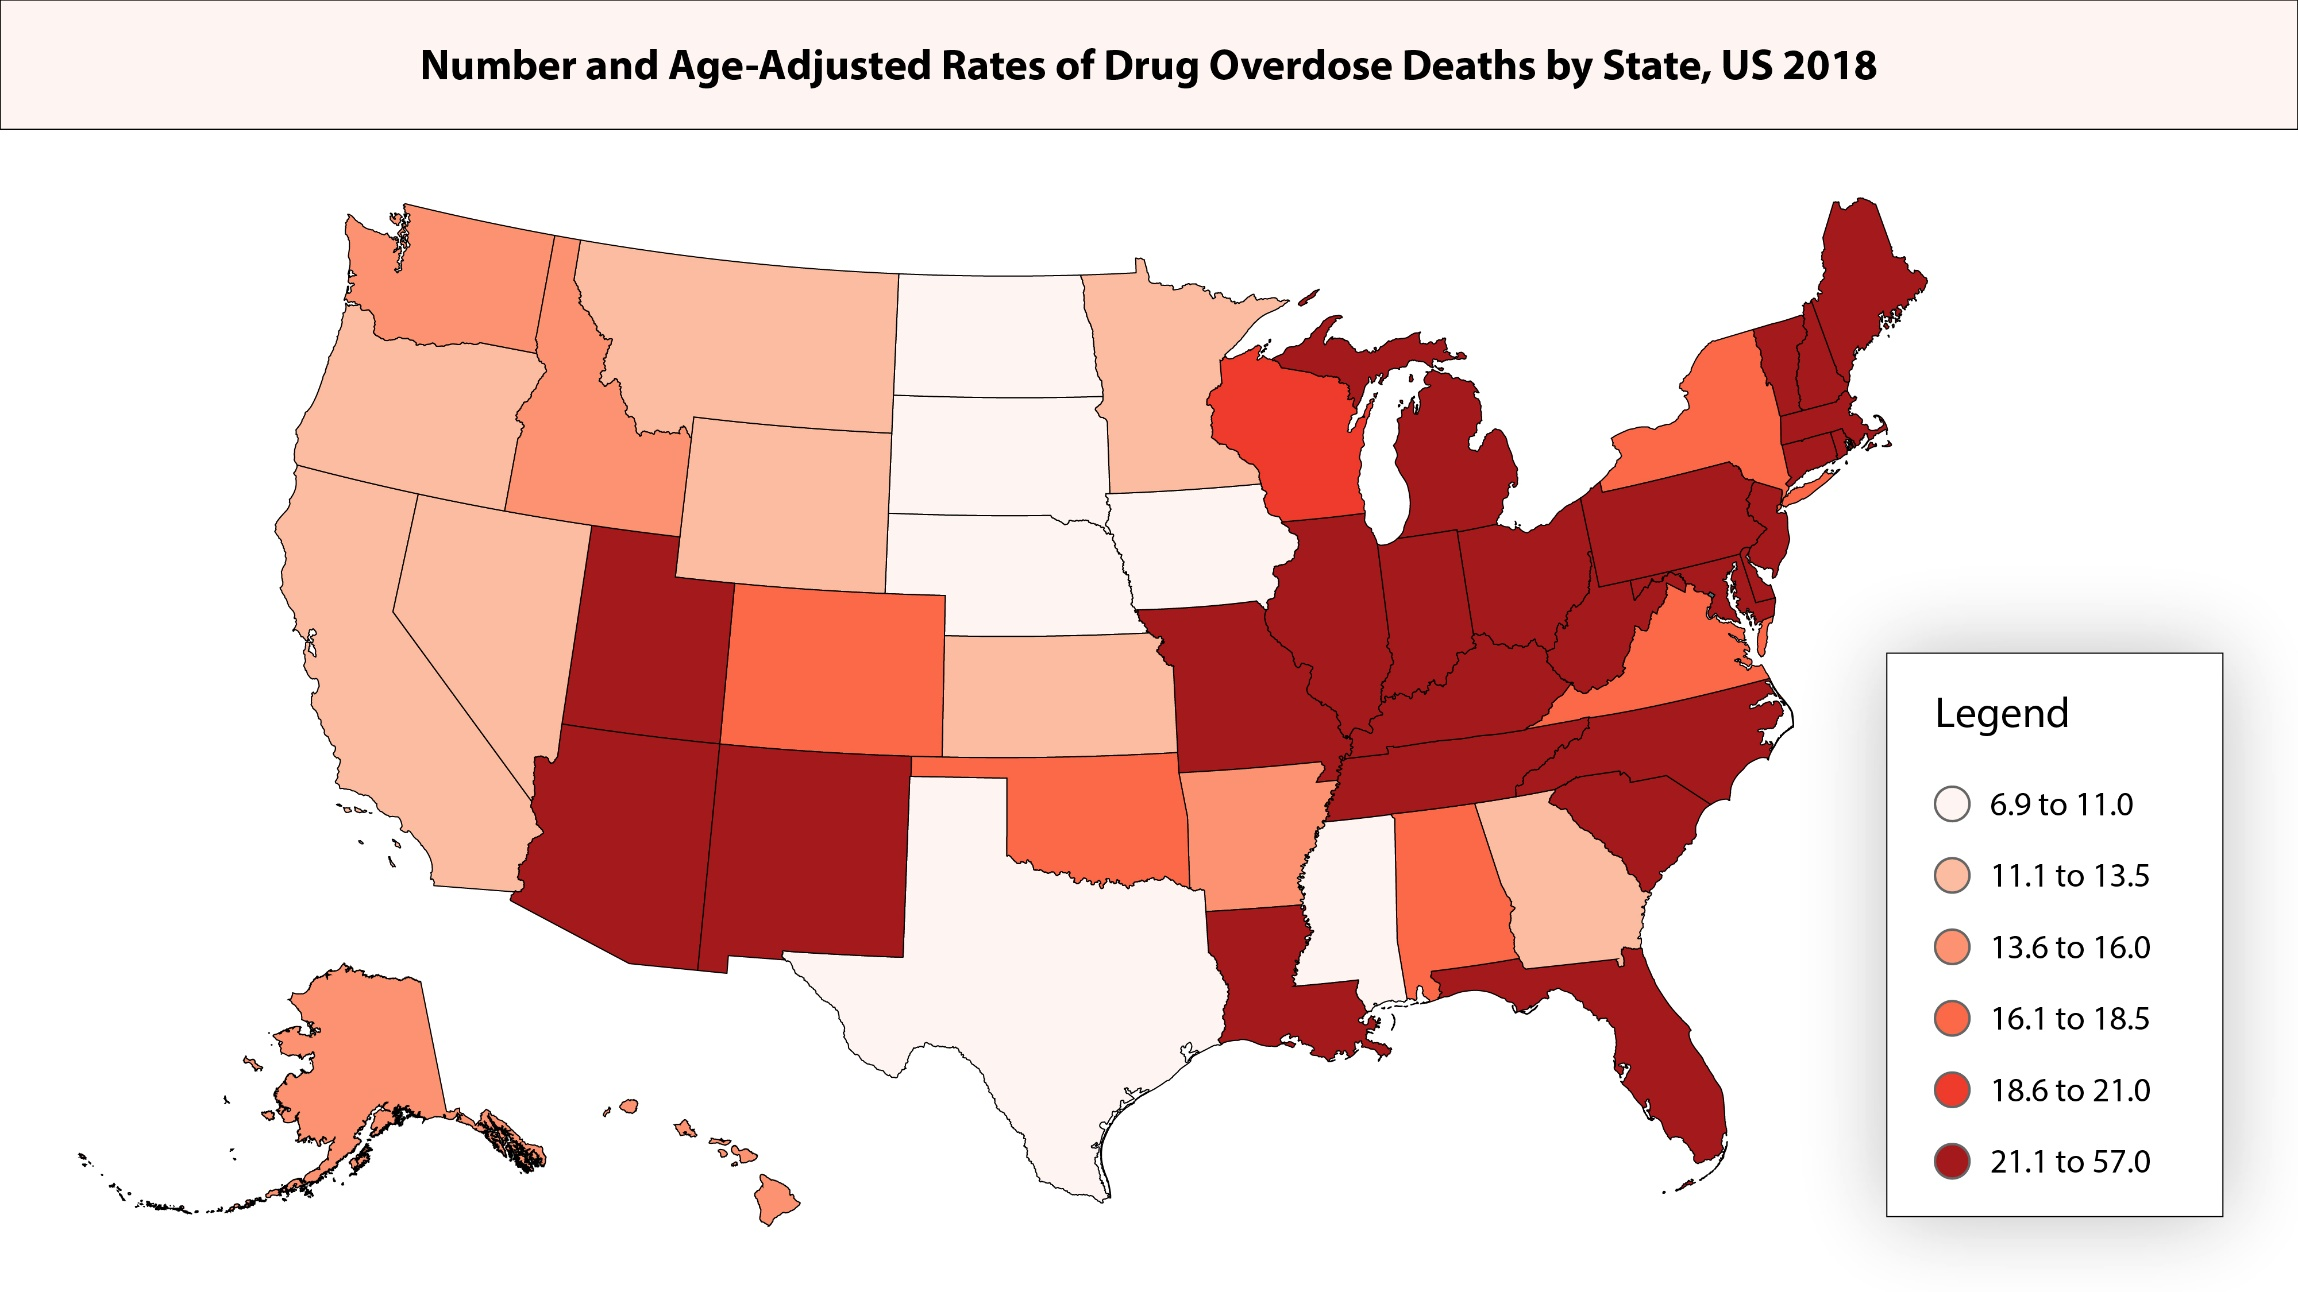 Number and Age-Adjusted Rates of Drug Overdose Deaths by State, US 2018
Legend
6.9 to 11.0
11.1 to 13.5
13.6 to 16.0
16.1 to 18.5
18.6 to 21.0
21.1 to 57.0